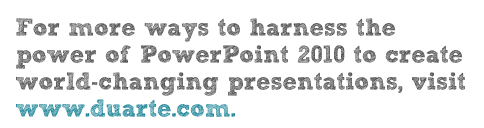 For more ways to harness the
power of PowerPoint 2010 to create
world-changing presentations, visit
www.duarte.com.